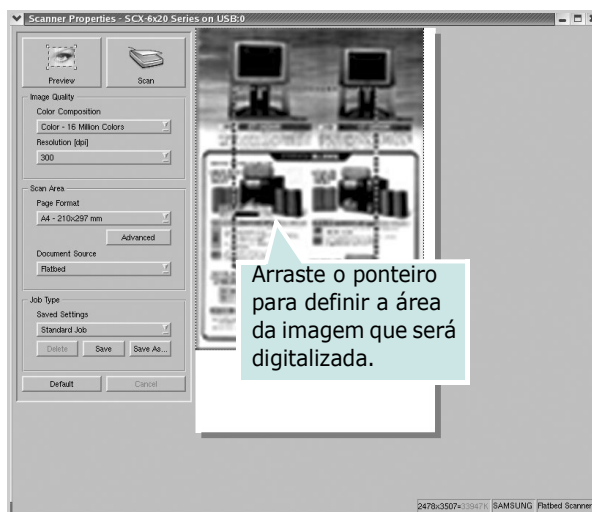 Scanner Properties - SCX-6x20 Series on USB:0
Preview
Scan
Image Quality
Color Composition
Color - 16 Million Colors
Resolution [dpi]
300
Scan Area
Page Format
A4 - 210x297 mm
Advanced
Document Source
Flatbed
Job Type
Saved Settings
Standard Job
Delete
Save
Save As...
Default
Cancel
Arraste o ponteiro
para definir a área
da imagem que será
digitalizada.
2478x3507=33947K
SAMSUNG
Flatbed Scanner